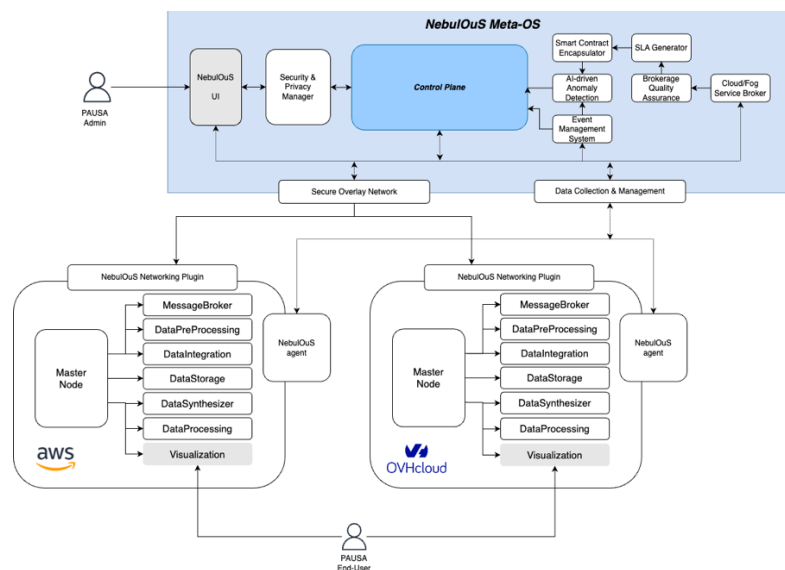 NebulOuS Meta-OS
NebulOuS
UI
Security &
Privacy
Manager
Control Plane
Smart Contract
Encapsulator
SLA Generator
AI-driven
Anomaly
Detection
Brokerage
Quality
Assurance
Cloud/Fog
Service Broker
Event
Management
System
PAUSA
Admin
Secure Overlay Network
Data Collection & Management
NebulOuS Networking Plugin
MessageBroker
DataPreProcessing
DataIntegration
DataStorage
DataSynthesizer
DataProcessing
Visualization
Master
Node
NebulOuS
agent
aws
NebulOuS Networking Plugin
MessageBroker
DataPreProcessing
DataIntegration
DataStorage
DataSynthesizer
DataProcessing
Visualization
Master
Node
NebulOuS
agent
OVHcloud
PAUSA
End-User